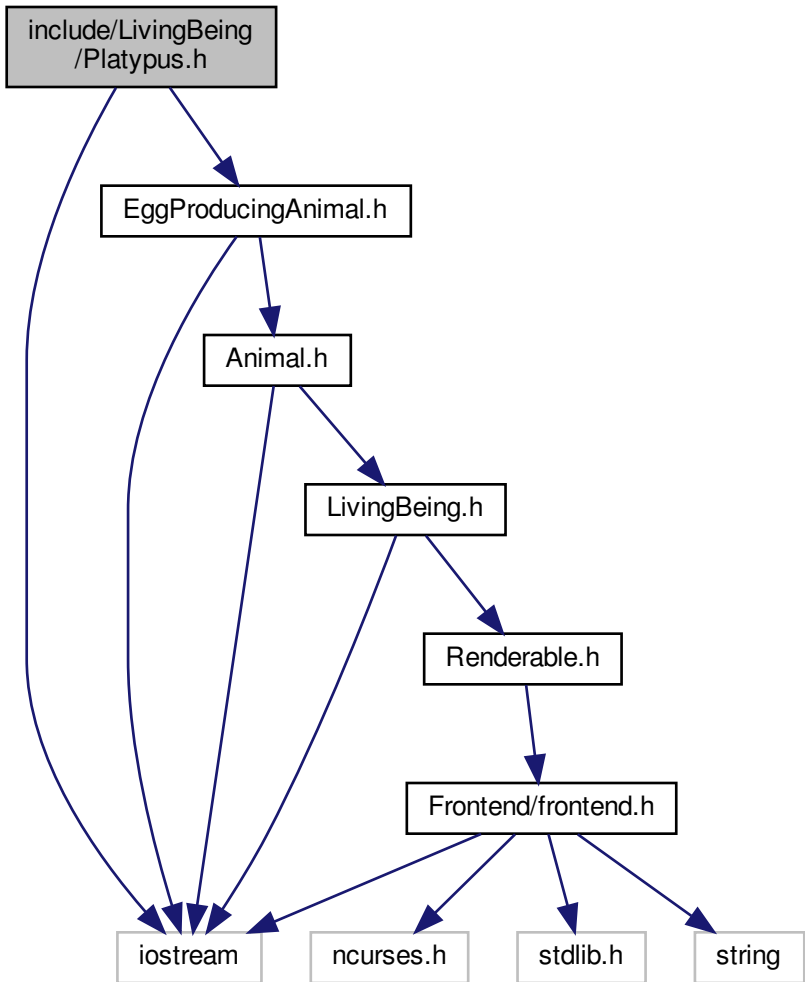 include/LivingBeing
/Platypus.h
EggProducingAnimal.h
Animal.h
LivingBeing.h
Renderable.h
Frontend/frontend.h
iostream
ncurses.h
stdlib.h
string